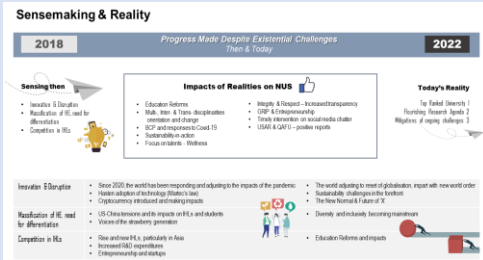 Sensemaking & Reality
2018
Progress Made Despite Existential Challenges
Then & Today
2022
Sensing then
• Innovation & Disruption
• Massification of HE, need for
differentiation
• Competition in IHLs
Impacts of Realities on NUS
• Education Reforms
• Multi-, Inter- & Trans- disciplinarities
orientation and change
• BCP and responses to Covid-19
• Sustainability-in-action
• Focus on talents - Wellness
• Integrity & Respect – Increased transparency
• GRIP & Entrepreneurship
• Timely intervention on social media chatter
• USAR & QAFU – positive reports
Today's Reality
Top Ranked University 1
Flourishing Research Agenda 2
Mitigations of ongoing challenges 3
Innovation & Disruption
• Since 2020, the world has been responding and adjusting to the impacts of the pandemic
• Hasten adoption of technology (Martec's law)
• Cryptocurrency introduced and making impacts
• The world adjusting to reset of globalisation, impact with new world order
• Sustainability challenges in the forefront
• The New Normal & Future of 'X'
Massification of HE, need
for differentiation
• US-China tensions and its impacts on IHLs and students
• Voices of the strawberry generation
• Diversity and inclusivity becoming mainstream
Competition in IHLs
• Rise and new IHLs, particularly in Asia
• Increased R&D expenditures
• Entrepreneurship and startups
• Education Reforms and impacts